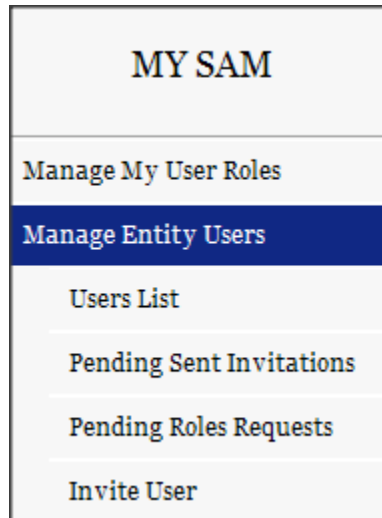 MY SAM
Manage My User Roles
Manage Entity Users
Users List
Pending Sent Invitations
Pending Roles Requests
Invite User